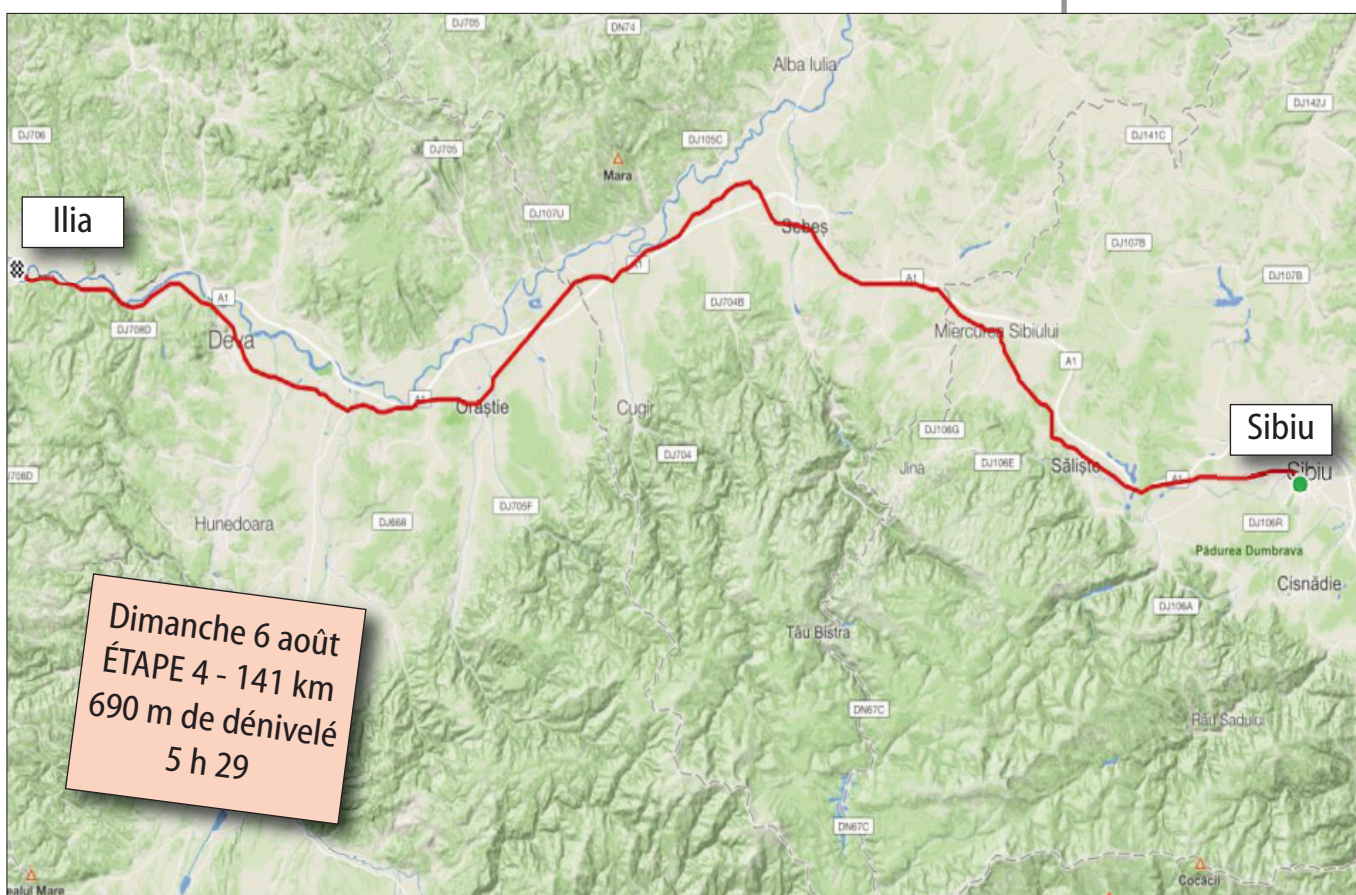 DJ705
DN74
Alba Iulia
DJ142J
DJ706
DJ141C
DJ105C
DJ705
Mara
Ilia
DJ107U
Sebeș
DJ107B
A1
A1
DJ107B
A1
DJ704B
DJ708D
Deva
Miercurea Sibiului
A1
A1
Orăștie
Cugir
Sibiu
DJ106G
DJ704
DJ106E
Săliște
Jina
Sibiu
A1
DJ705F
Hunedoara
DJ668
DJ106R
Pădurea Dumbrava
Cisnădie
DJ106A
Tău Bistra
Dimanche 6 août
ÉTAPE 4 - 141 km
690 m de dénivelé
5 h 29
DN67C
Râu Sadului
DN67C
Cocăcil